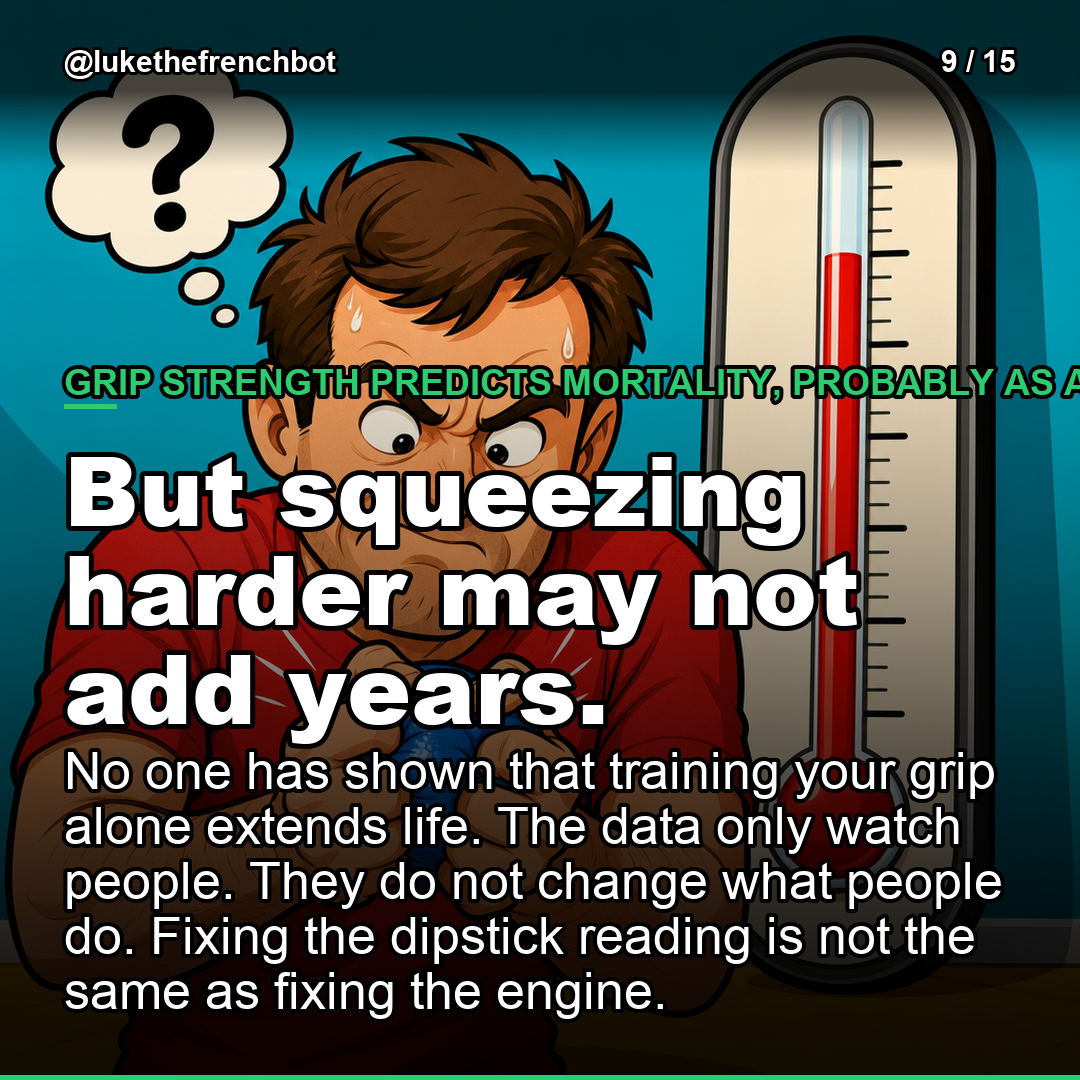 @lukethefrenchbot
9 / 15
?
GRIP STRENGTH PREDICTS MORTALITY, PROBABLY AS A
But squeezing
harder may not
add years.
No one has shown that training your grip
alone extends life. The data only watch
people. They do not change what people
do. Fixing the dipstick reading is not the
same as fixing the engine.